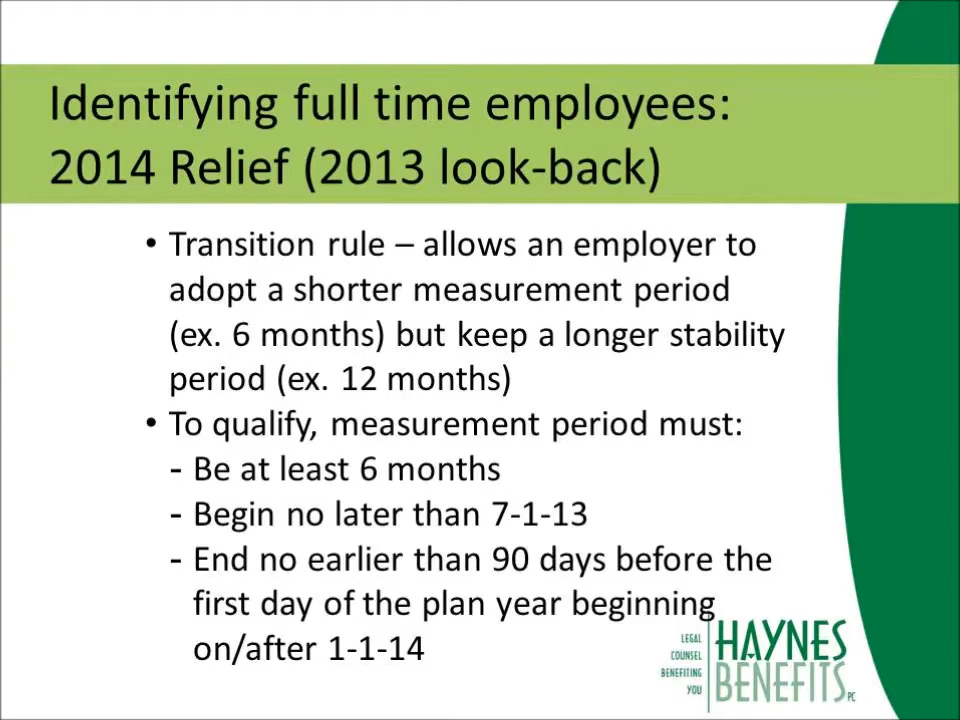 Identifying full time employees:
2014 Relief (2013 look-back)
• Transition rule – allows an employer to
adopt a shorter measurement period
(ex. 6 months) but keep a longer stability
period (ex. 12 months)
• To qualify, measurement period must:
- Be at least 6 months
- Begin no later than 7-1-13
- End no earlier than 90 days before the
first day of the plan year beginning
on/after 1-1-14
LEGAL
COUNSEL
BENEFITING
YOU
HAYNES
BENEFITS PC